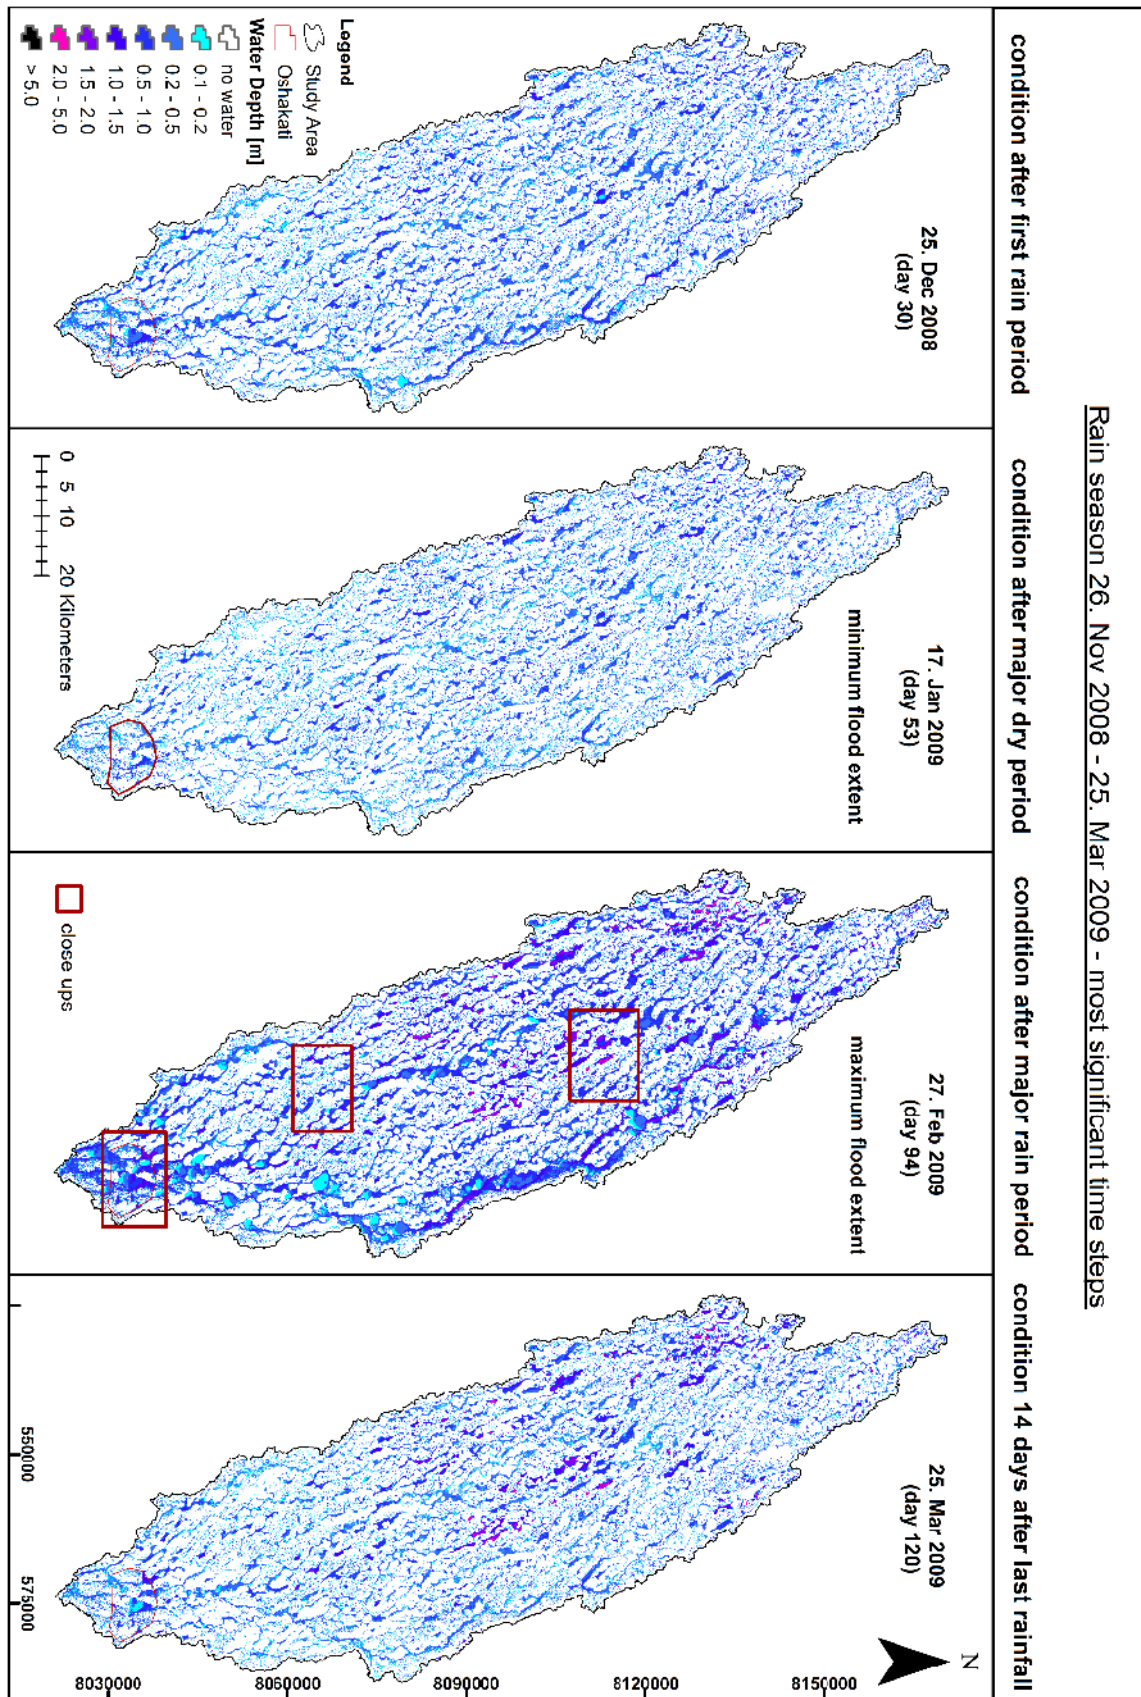 Rain season 26. Nov 2008 - 25. Mar 2009 - most significant time steps
condition after first rain period
condition after major dry period
condition after major rain period
condition 14 days after last rainfall
25. Dec 2008
(day 30)
17. Jan 2009
(day 53)
minimum flood extent
27. Feb 2009
(day 94)
maximum flood extent
25. Mar 2009
(day 120)
N
8150000
8120000
8090000
8060000
8030000
Legend
Study Area
Oshakati
Water Depth [m]
no water
0.1 - 0.2
0.2 - 0.5
0.5 - 1.0
1.0 - 1.5
1.5 - 2.0
2.0 - 5.0
> 5.0
0 5 10 20 Kilometers
close ups
550000
575000